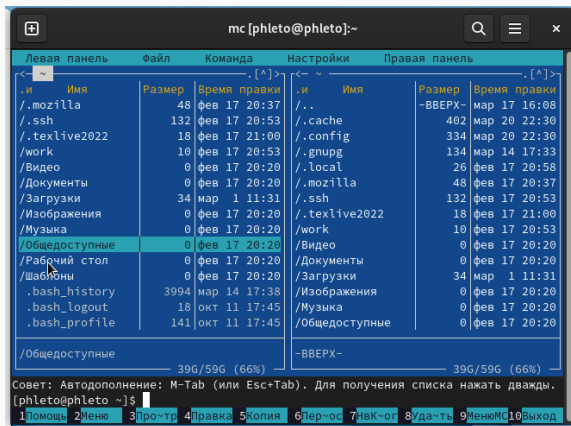 mc [phleto@phleto]:~
Левая панель Файл Команда Настройки Правая панель
<— ~ .[^]> <— ~ .[^]>
.и Имя Размер Время правки .и Имя Размер Время правки
/.mozilla 48 фев 17 20:37 /.. -ВВЕРХ- мар 17 16:08
/.ssh 132 фев 17 20:53 /.cache 402 мар 20 22:30
/.texlive2022 18 фев 17 21:00 /.config 334 мар 20 22:30
/work 10 фев 17 20:53 /.gnupg 134 мар 14 17:33
/Видео 0 фев 17 20:20 /.local 26 фев 17 20:58
/Документы 0 фев 17 20:20 /.mozilla 48 фев 17 20:37
/Загрузки 34 мар 1 11:31 /.ssh 132 фев 17 20:53
/Изображения 0 фев 17 20:20 /.texlive2022 18 фев 17 21:00
/Музыка 0 фев 17 20:20 /work 10 фев 17 20:53
/Общедоступные 0 фев 17 20:20 /Видео 0 фев 17 20:20
/Рабочий стол 0 фев 17 20:20 /Документы 0 фев 17 20:20
/Шаблоны 0 фев 17 20:20 /Загрузки 34 мар 1 11:31
.bash_history 3994 мар 14 17:38 /Изображения 0 фев 17 20:20
.bash_logout 18 окт 11 17:45 /Музыка 0 фев 17 20:20
.bash_profile 141 окт 11 17:45 /Общедоступные 0 фев 17 20:20
/Общедоступные -ВВЕРХ-
39G/59G (66%) 39G/59G (66%)
Совет: Автодополнение: M-Tab (или Esc+Tab). Для получения списка нажать дважды.
[phleto@phleto ~]$
1Помощь 2Меню 3Про~тр 4Правка 5Копия 6Пер~ос 7НвК~ог 8Уда~ть 9МенюМС 10Выход